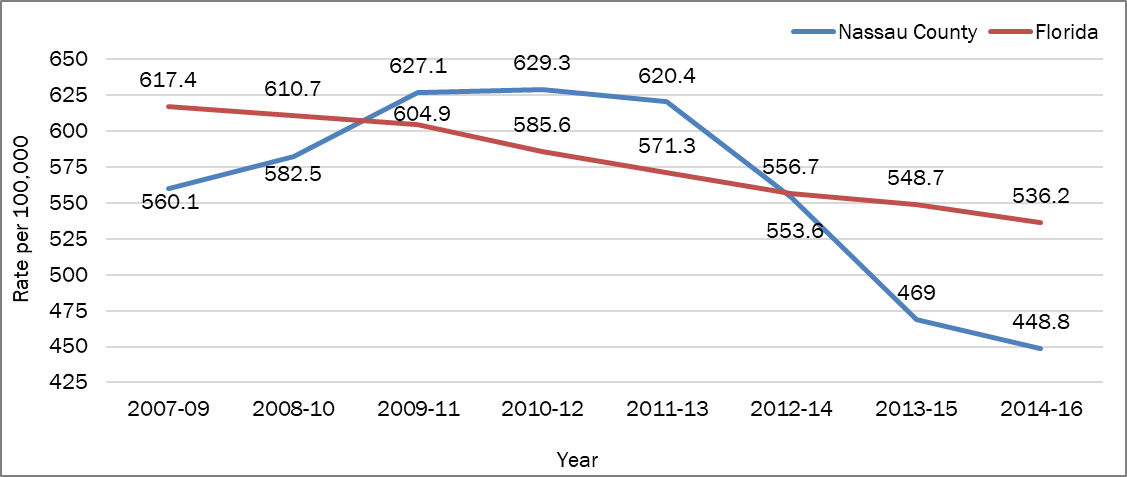 Nassau County Florida
650
625
600
575
550
525
500
475
450
425
Rate per 100,000
617.4 610.7 604.9 585.6 571.3 556.7 548.7 536.2
560.1 582.5 627.1 629.3 620.4 553.6 469 448.8
2007-09 2008-10 2009-11 2010-12 2011-13 2012-14 2013-15 2014-16
Year